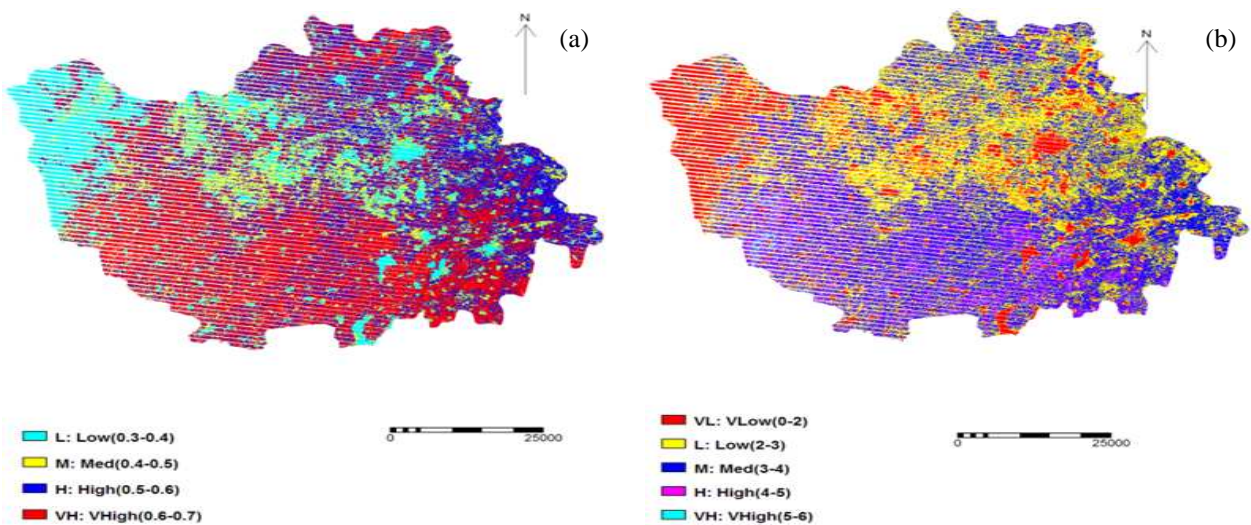 N
(a)
L: Low(0.3-0.4)
M: Med(0.4-0.5)
H: High(0.5-0.6)
VH: VHigh(0.6-0.7)
0 25000
N
(b)
VL: VLow(0-2)
L: Low(2-3)
M: Med(3-4)
H: High(4-5)
VH: VHigh(5-6)
0 25000